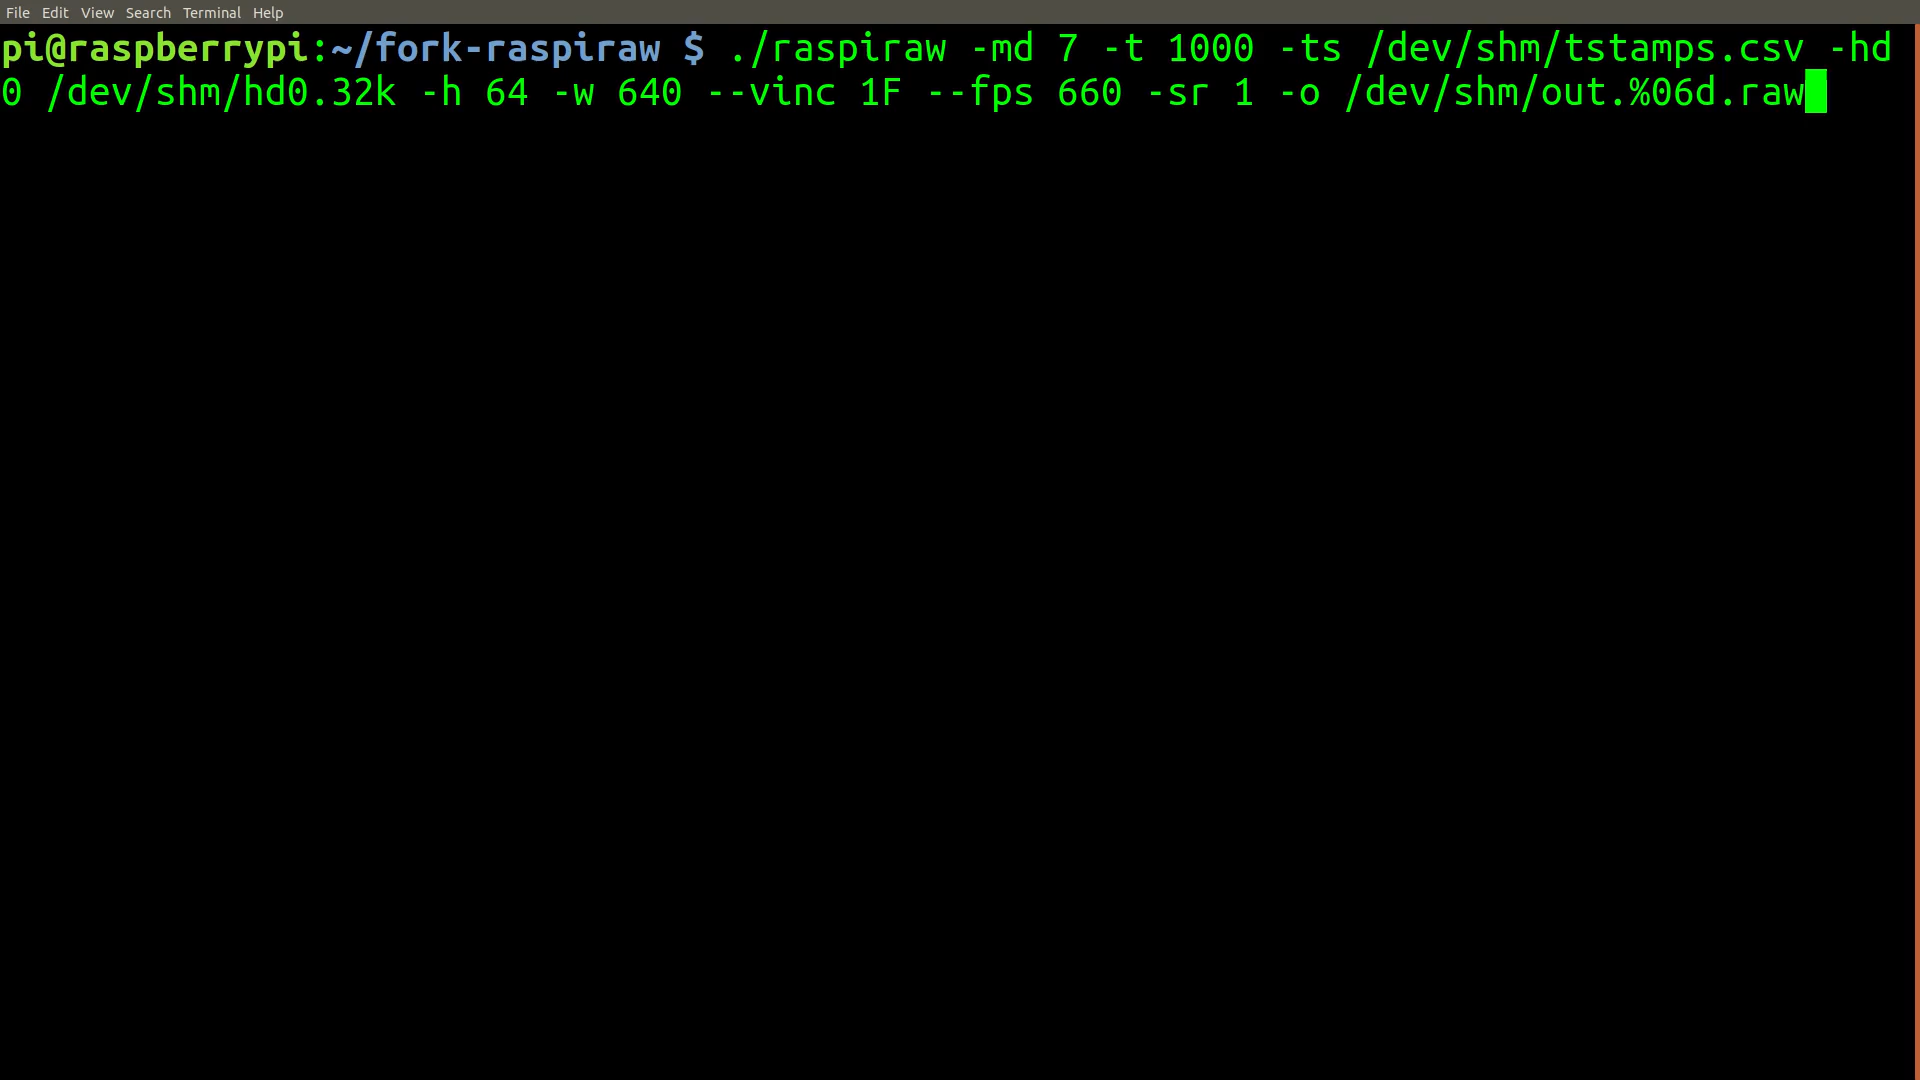 File Edit View Search Terminal Help
pi@raspberrypi:~/fork-raspiraw $ ./raspiraw -md 7 -t 1000 -ts /dev/shm/tstamps.csv -hd
0 /dev/shm/hd0.32k -h 64 -w 640 --vinc 1F --fps 660 -sr 1 -o /dev/shm/out.%06d.raw